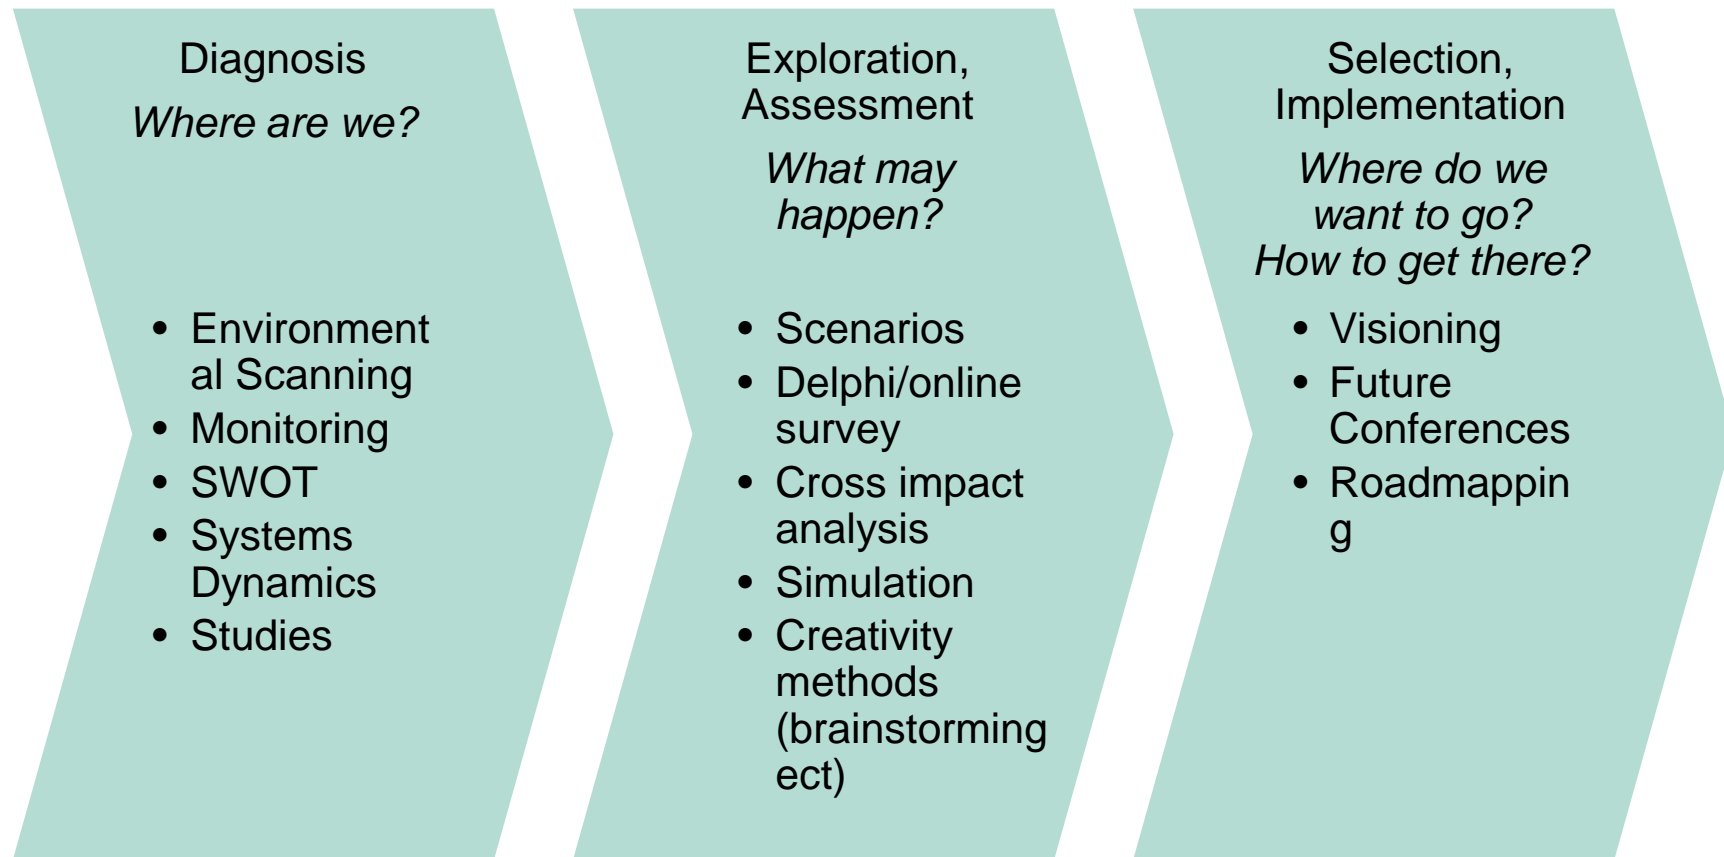 Diagnosis
Where are we?
• Environment
al Scanning
• Monitoring
• SWOT
• Systems
Dynamics
• Studies
Exploration,
Assessment
What may
happen?
• Scenarios
• Delphi/online
survey
• Cross impact
analysis
• Simulation
• Creativity
methods
(brainstorming
ect)
Selection,
Implementation
Where do we
want to go?
How to get there?
• Visioning
• Future
Conferences
• Roadmappin
g